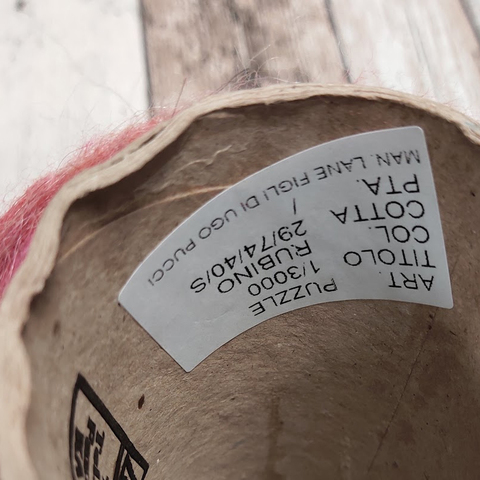 ART. PUZZLE
TITOLO 1/3000
COL. RUBINO
COTTA 29/74/40/S
PTA. /
MAN. LANE FIGLI DI UGO PUCCI